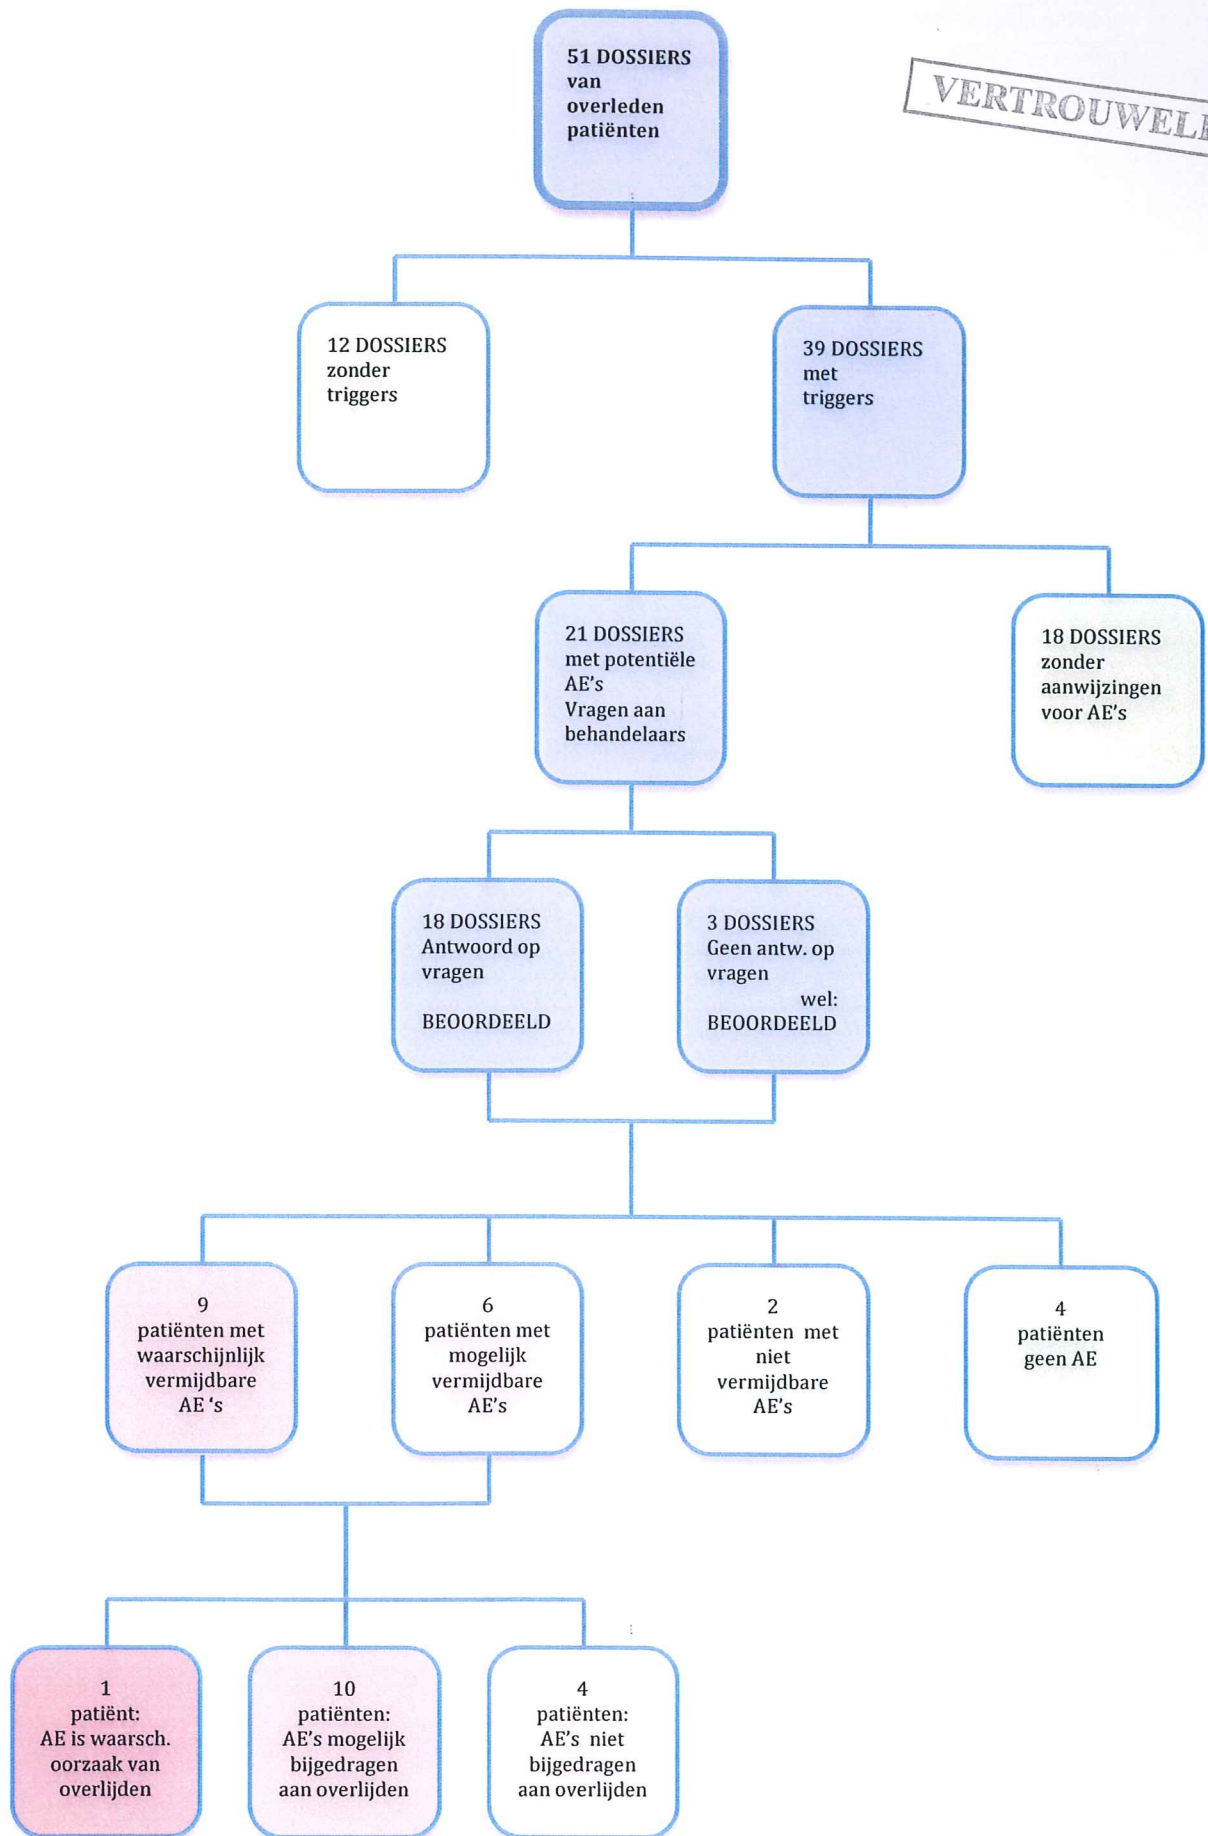 51 DOSSIERS
van
overleden
patiënten
12 DOSSIERS
zonder
triggers
39 DOSSIERS
met
triggers
21 DOSSIERS
met potentiële
AE's
Vragen aan
behandelaars
18 DOSSIERS
zonder
aanwijzingen
voor AE's
18 DOSSIERS
Antwoord op
vragen
BEOORDEELD
3 DOSSIERS
Geen antw. op
vragen
wel:
BEOORDEELD
9
patiënten met
waarschijnlijk
vermijdbare
AE 's
6
patiënten met
mogelijk
vermijdbare
AE's
2
patiënten met
niet
vermijdbare
AE's
4
patiënten
geen AE
1
patiënt:
AE is waarsch.
oorzaak van
overlijden
10
patiënten:
AE's mogelijk
bijgedragen
aan overlijden
4
patiënten:
AE's niet
bijgedragen
aan overlijden